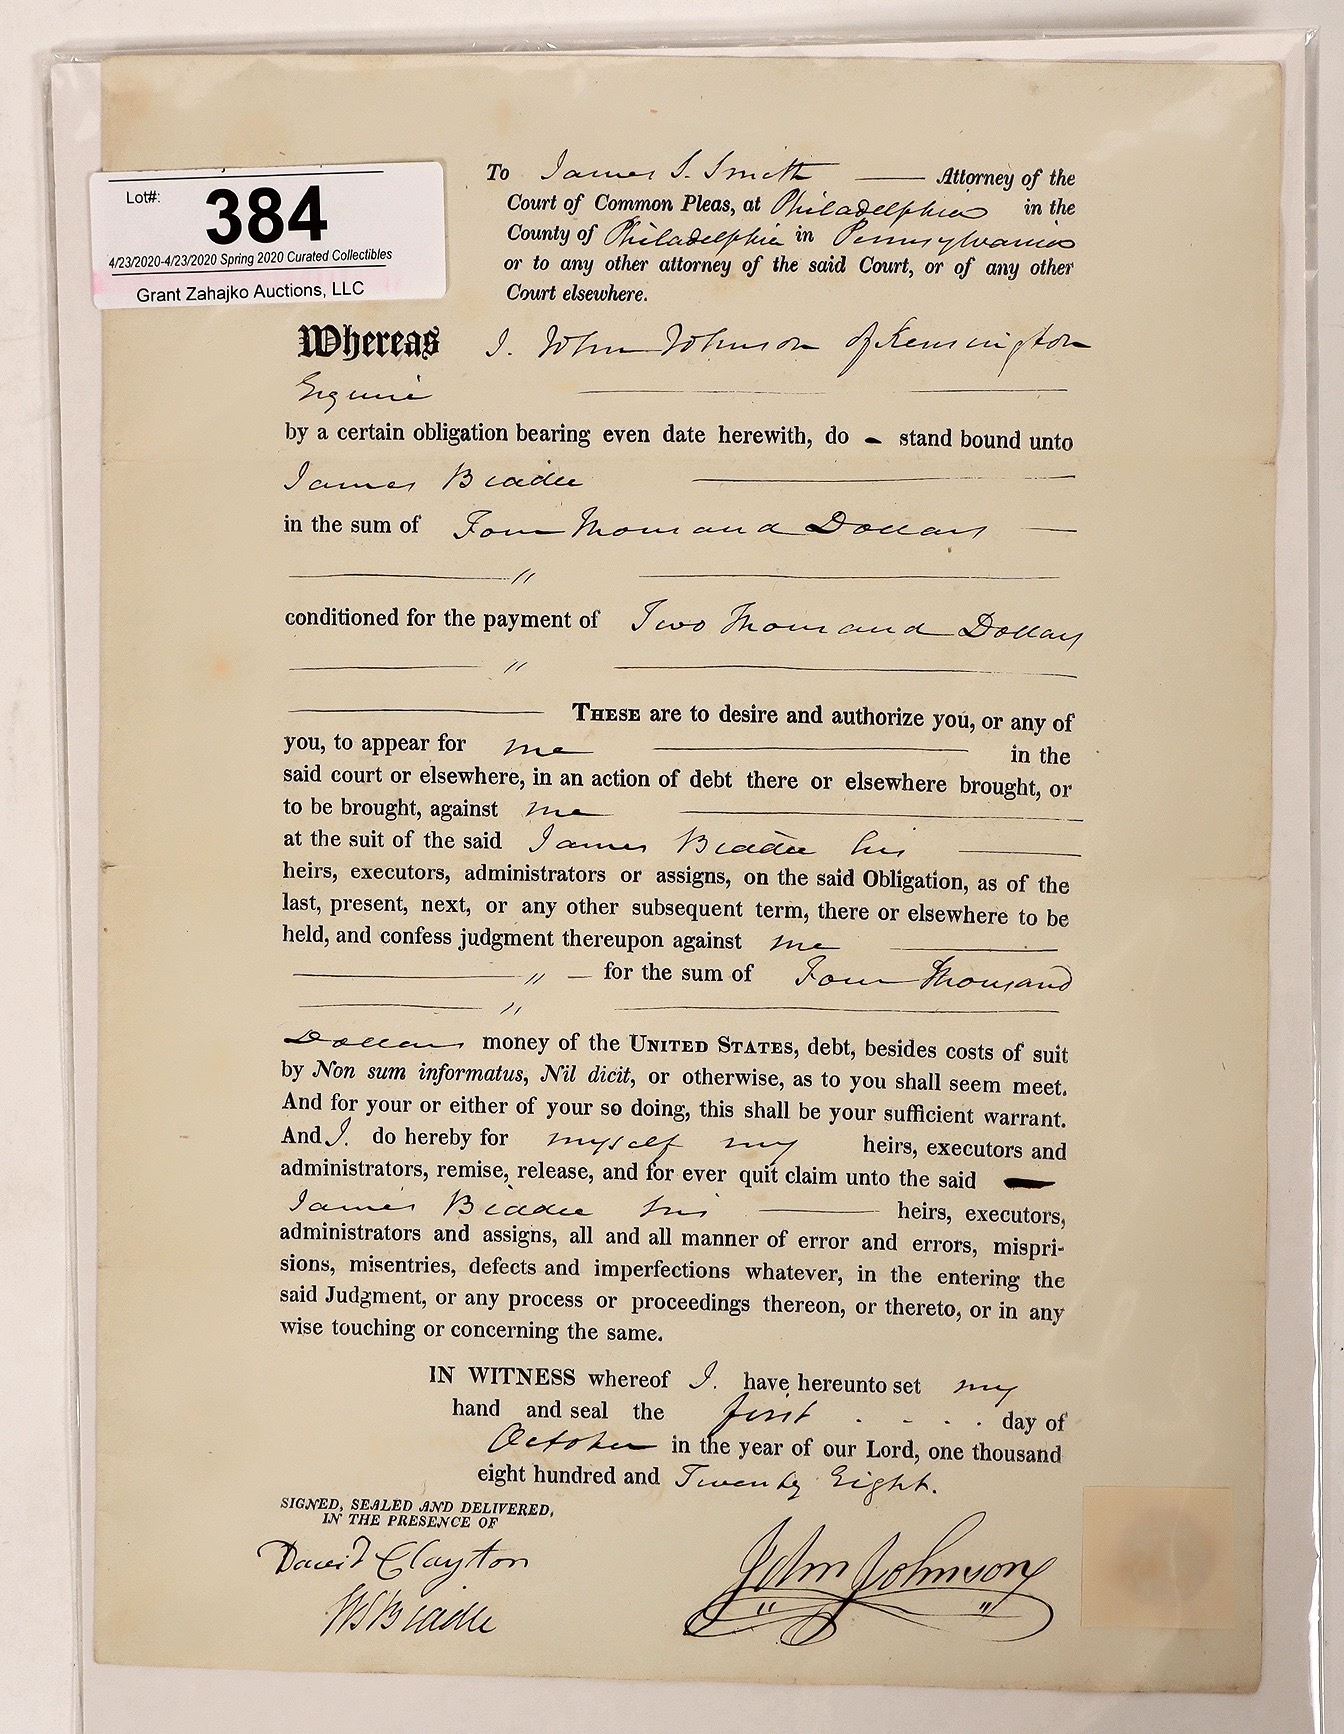 Lot#:
384
4/23/2020-4/23/2020 Spring 2020 Curated Collectibles
Grant Zahajko Auctions, LLC
To James S. Smith Attorney of the
Court of Common Pleas, at Philadelphia in the
County of Philadelphia in Pennsylvania
or to any other attorney of the said Court, or of any other
Court elsewhere.
Whereas I. John Johnson of Kensington
Esquire
by a certain obligation bearing even date herewith, do - stand bound unto
James Biddle
in the sum of Four Thousand Dollars
"
conditioned for the payment of Two Thousand Dollars
"
THESE are to desire and authorize you, or any of
you, to appear for me in the
said court or elsewhere, in an action of debt there or elsewhere brought, or
to be brought, against me
at the suit of the said James Biddle his
heirs, executors, administrators or assigns, on the said Obligation, as of the
last, present, next, or any other subsequent term, there or elsewhere to be
held, and confess judgment thereupon against me
" for the sum of Four Thousand
"
Dollars money of the UNITED STATES, debt, besides costs of suit
by Non sum informatus, Nil dicit, or otherwise, as to you shall seem meet.
And for your or either of your so doing, this shall be your sufficient warrant.
And I. do hereby for myself my heirs, executors and
administrators, remise, release, and for ever quit claim unto the said
James Biddle his heirs, executors,
administrators and assigns, all and all manner of error and errors, mispri-
sions, misentries, defects and imperfections whatever, in the entering the
said Judgment, or any process or proceedings thereon, or thereto, or in any
wise touching or concerning the same.
IN WITNESS whereof I. have hereunto set my
hand and seal the first . - - . day of
October in the year of our Lord, one thousand
eight hundred and Twenty Eight.
SIGNED, SEALED AND DELIVERED,
IN THE PRESENCE OF
David Clayton
WS Biddle
John Johnson
" "